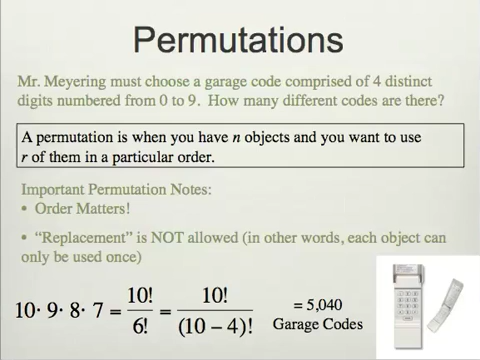 Permutations
Mr. Meyering must choose a garage code comprised of 4 distinct
digits numbered from 0 to 9. How many different codes are there?
A permutation is when you have n objects and you want to use
r of them in a particular order.
Important Permutation Notes:
• Order Matters!
• “Replacement” is NOT allowed (in other words, each object can
only be used once)
10· 9· 8· 7 = 10!/6! = 10!/(10 – 4)! = 5,040
Garage Codes